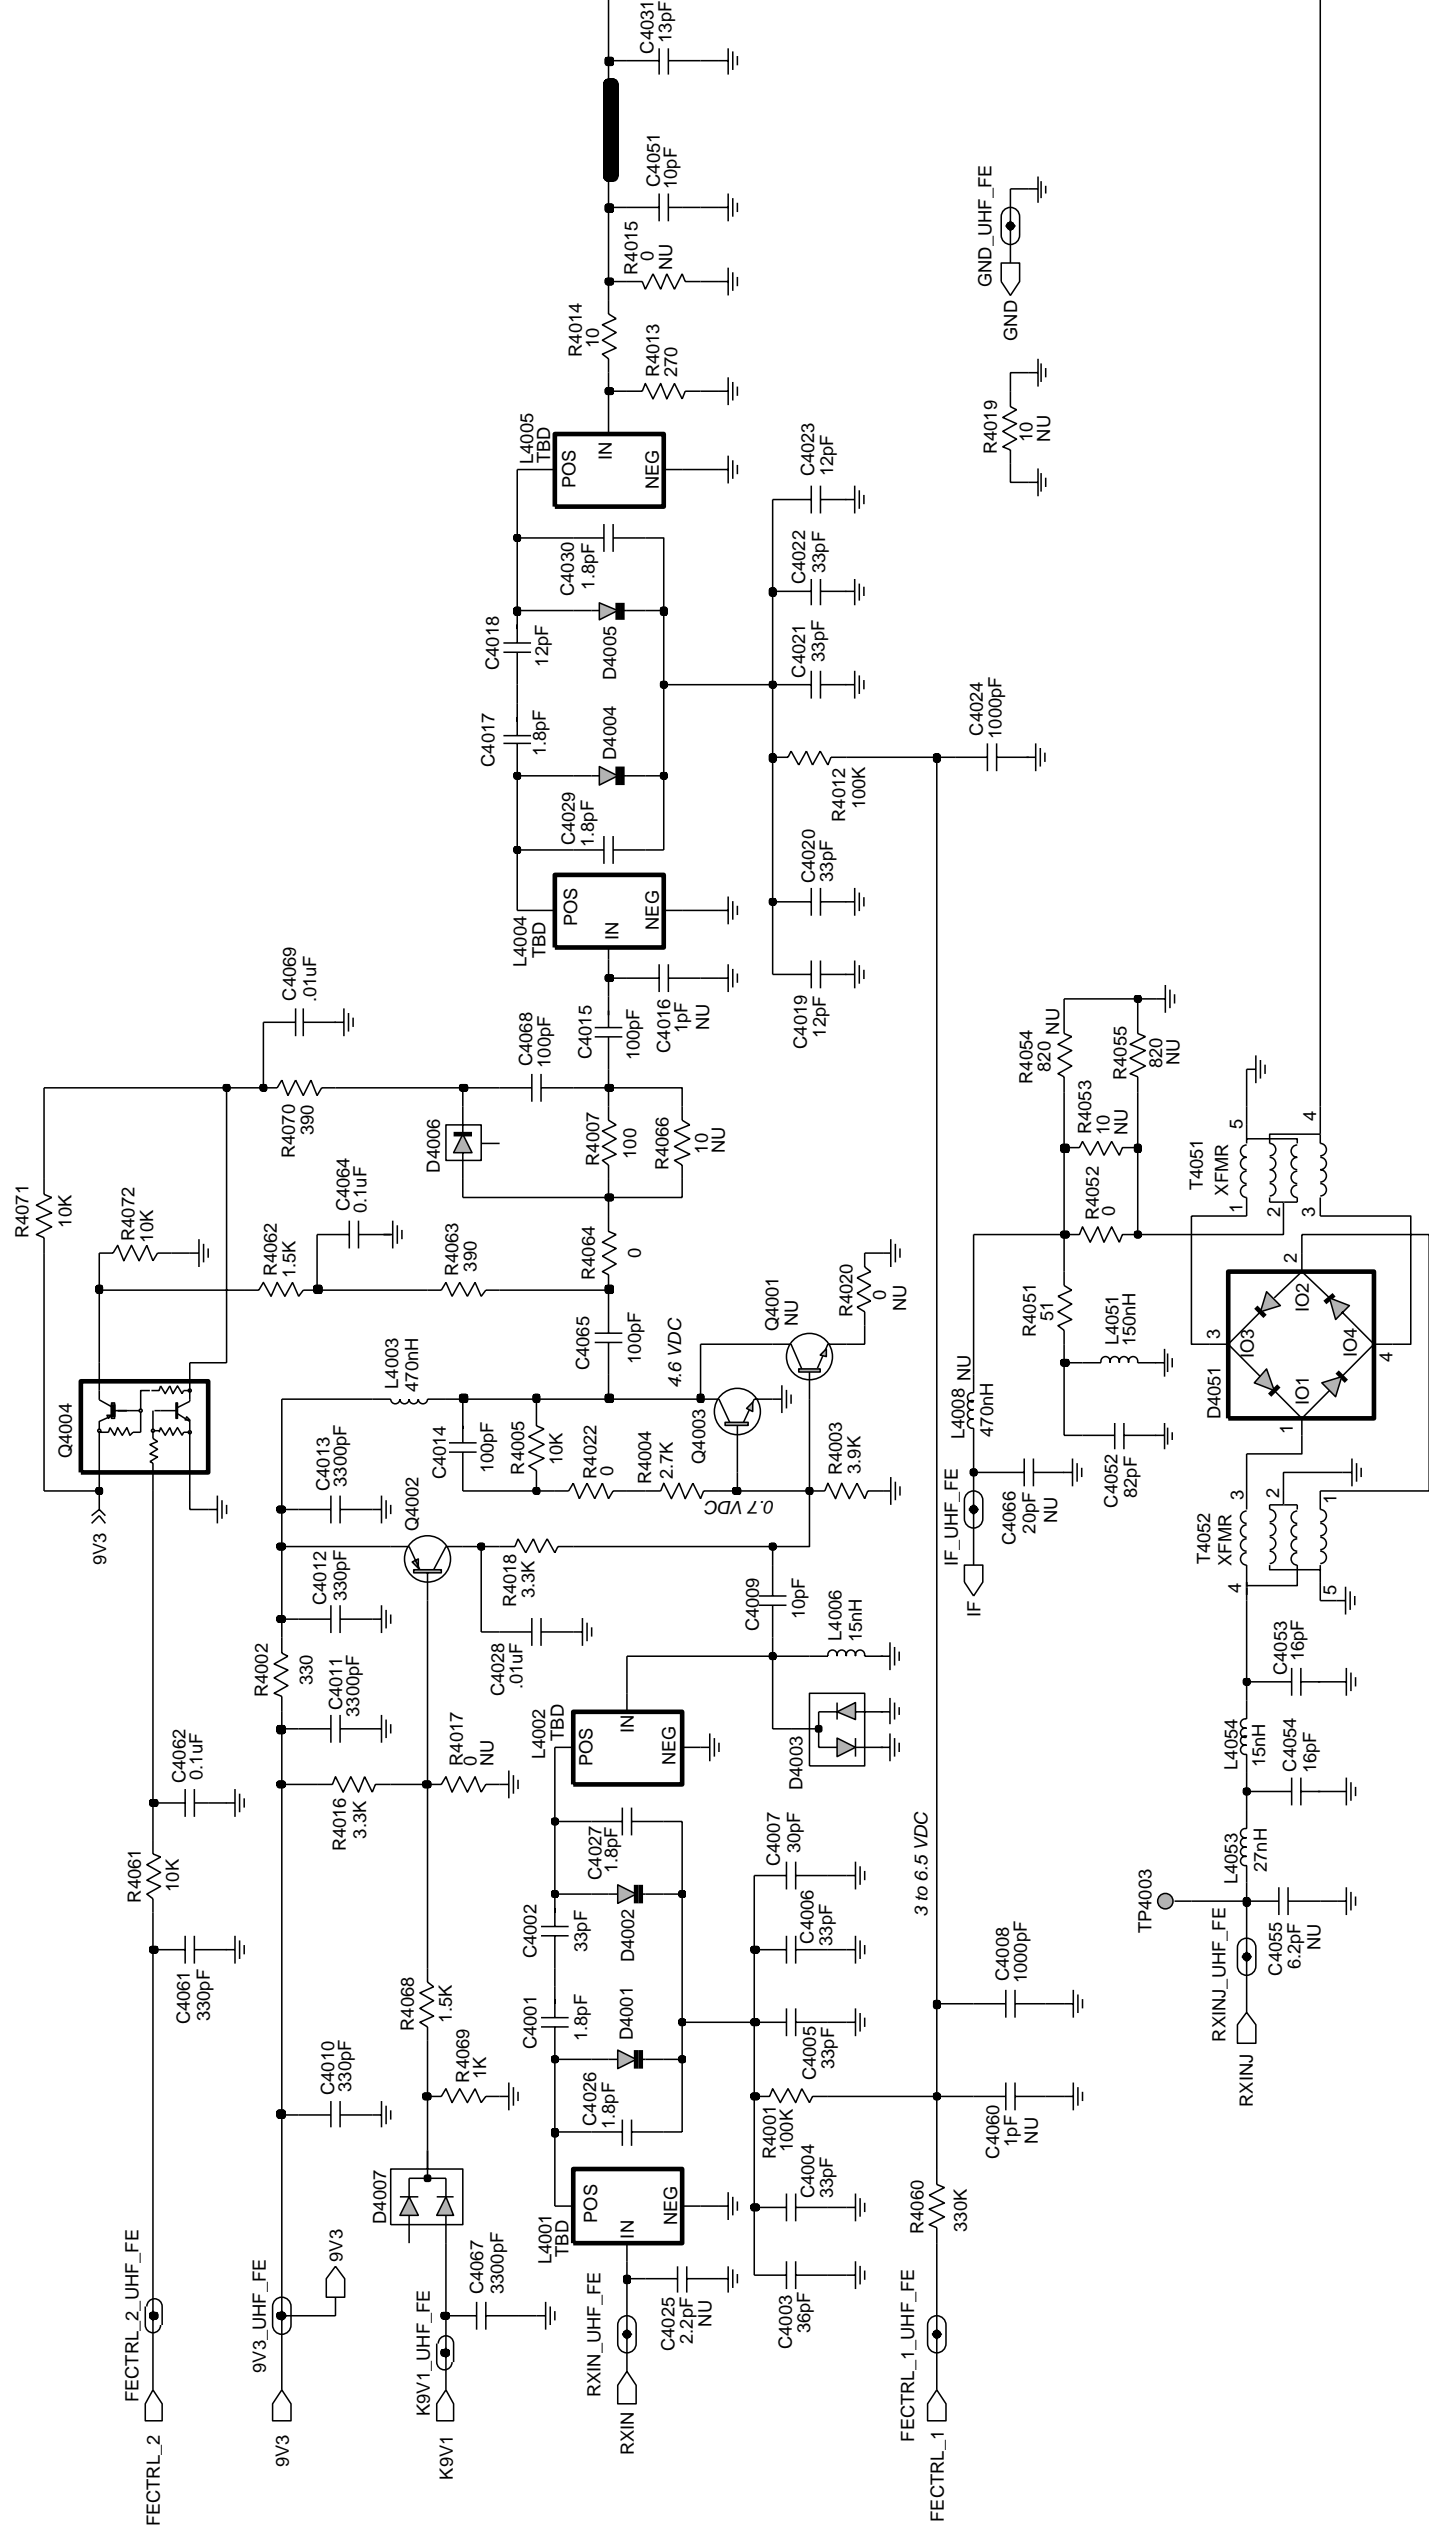 FECTRL_2
FECTRL_2_UHF_FE
C4061
330pF
R4061
10K
C4062
0.1uF
9V3
Q4004
R4071
10K
R4072
10K
R4062
1.5K
C4064
0.1uF
R4063
390
R4070
390
C4069
.01uF
9V3
9V3_UHF_FE
9V3
C4010
330pF
R4016
3.3K
C4011
3300pF
R4002
330
C4012
330pF
C4013
3300pF
L4003
470nH
K9V1
K9V1_UHF_FE
C4067
3300pF
D4007
R4069
1K
R4068
1.5K
R4017
0
NU
Q4002
C4028
.01uF
R4018
3.3K
C4014
100pF
R4005
10K
R4022
0
R4004
2.7K
0.7 VDC
R4003
3.9K
Q4003
4.6 VDC
Q4001
NU
R4020
0
NU
C4065
100pF
R4064
0
D4006
R4007
100
R4066
10
NU
C4068
100pF
C4015
100pF
C4016
1pF
NU
L4004
TBD
POS
IN
NEG
C4029
1.8pF
C4017
1.8pF
D4004
C4018
12pF
D4005
C4030
1.8pF
L4005
TBD
POS
IN
NEG
R4013
270
R4014
10
R4015
0
NU
C4051
10pF
C4031
13pF
C4019
12pF
C4020
33pF
R4012
100K
C4021
33pF
C4022
33pF
C4023
12pF
C4024
1000pF
RXIN
RXIN_UHF_FE
C4025
2.2pF
NU
L4001
TBD
POS
IN
NEG
C4026
1.8pF
C4001
1.8pF
D4001
C4002
33pF
D4002
C4027
1.8pF
L4002
TBD
POS
IN
NEG
D4003
L4006
15nH
C4009
10pF
C4003
36pF
C4004
33pF
R4001
100K
C4005
33pF
C4006
33pF
C4007
30pF
FECTRL_1
FECTRL_1_UHF_FE
R4060
330K
C4060
1pF
NU
C4008
1000pF
3 to 6.5 VDC
IF
IF_UHF_FE
C4066
20pF
NU
L4008 NU
470nH
C4052
82pF
L4051
150nH
R4051
51
R4052
0
R4053
10
NU
R4054
820 NU
R4055
820
NU
R4019
10
NU
GND
GND_UHF_FE
RXINJ
RXINJ_UHF_FE
TP4003
C4055
6.2pF
NU
L4053
27nH
C4054
16pF
L4054
15nH
C4053
16pF
T4052
XFMR
4
3
2
5
1
D4051
3
IO3
1
IO1
IO2
2
IO4
4
T4051
XFMR
1
2
3
5
4